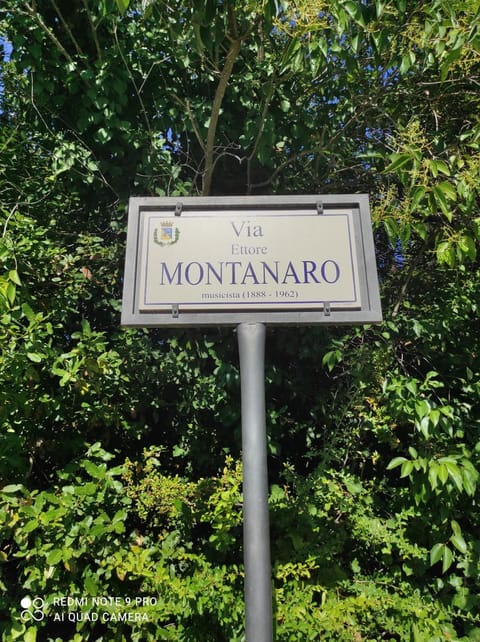 Via
Ettore
MONTANARO
musicista (1888 - 1962)
REDMI NOTE 9 PRO
AI QUAD CAMERA